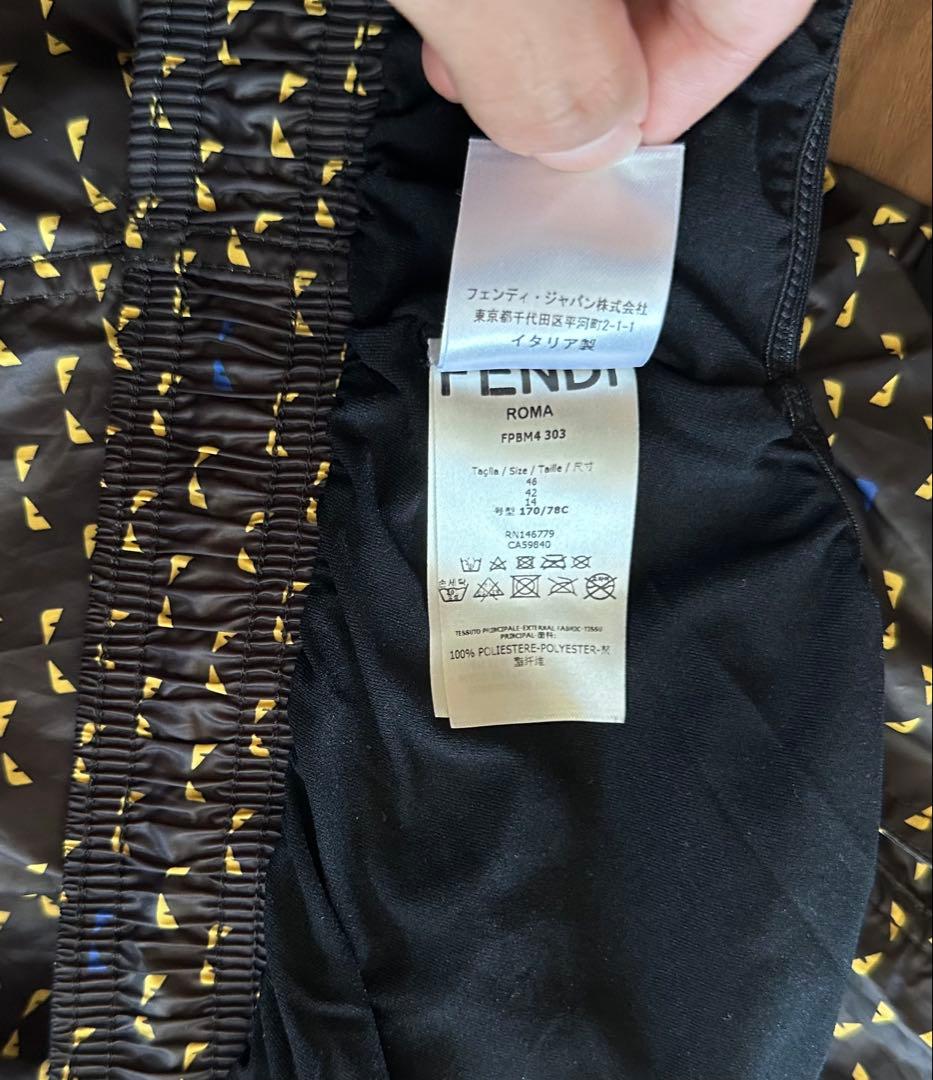 フェンディ・ジャパン株式会社
東京都千代田区平河町2-1-1
イタリア製
FENDI
ROMA
FPBM4 303
Taglia / Size / Taille / 尺寸
46
42
14
号型 170/78C
RN146779
CA59840
손세탁
TESSUTO PRINCIPALE-EXTERNAL FABRIC-TISSU
PRINCIPAL-面料:
100% POLIESTERE-POLYESTER-聚
酯纤维